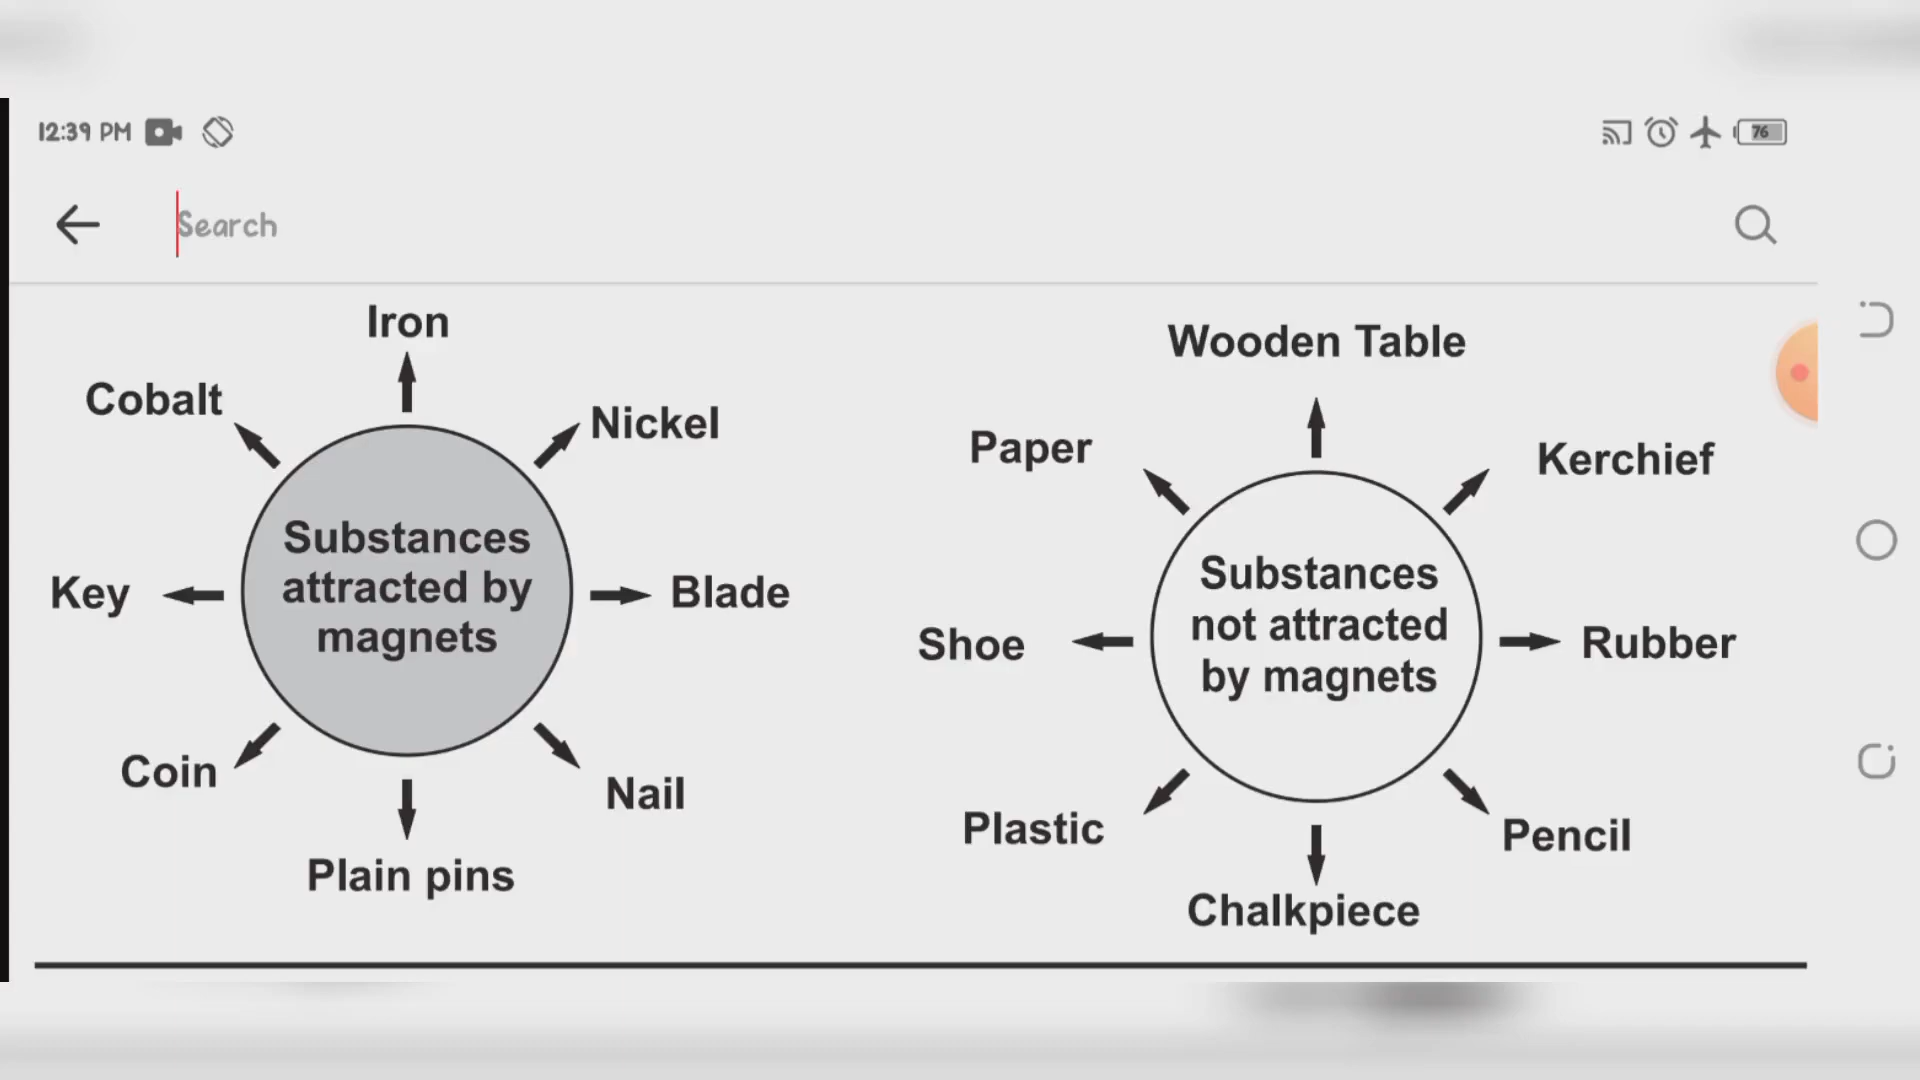 12:39 PM
76
Search
Iron
Cobalt
Nickel
Substances
attracted by
magnets
Key
Blade
Coin
Nail
Plain pins
Wooden Table
Paper
Kerchief
Substances
not attracted
by magnets
Shoe
Rubber
Plastic
Pencil
Chalkpiece